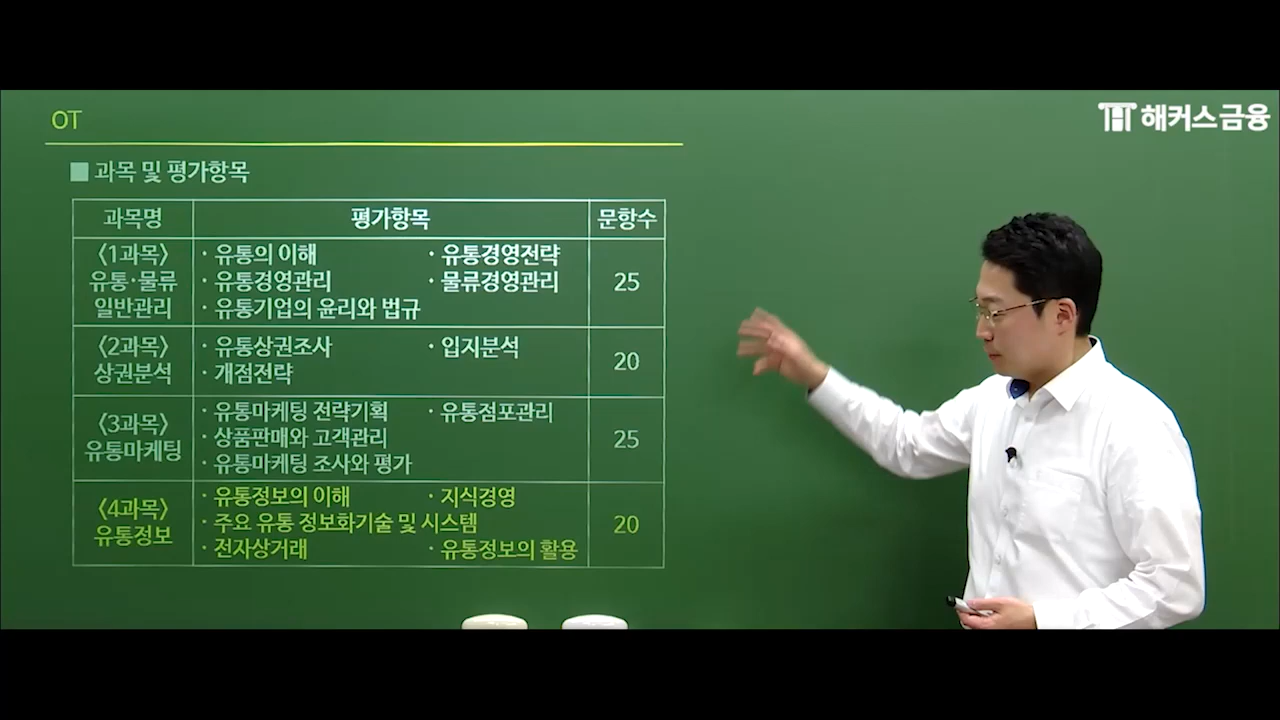 OT
해커스금융
■ 과목 및 평가항목
과목명 평가항목 문항수
<1과목> 유통·물류 일반관리
· 유통의 이해 · 유통경영전략
· 유통경영관리 · 물류경영관리
· 유통기업의 윤리와 법규
25
<2과목> 상권분석
· 유통상권조사 · 입지분석
· 개점전략
20
<3과목> 유통마케팅
· 유통마케팅 전략기획 · 유통점포관리
· 상품판매와 고객관리
· 유통마케팅 조사와 평가
25
<4과목> 유통정보
· 유통정보의 이해 · 지식경영
· 주요 유통 정보화기술 및 시스템
· 전자상거래 · 유통정보의 활용
20